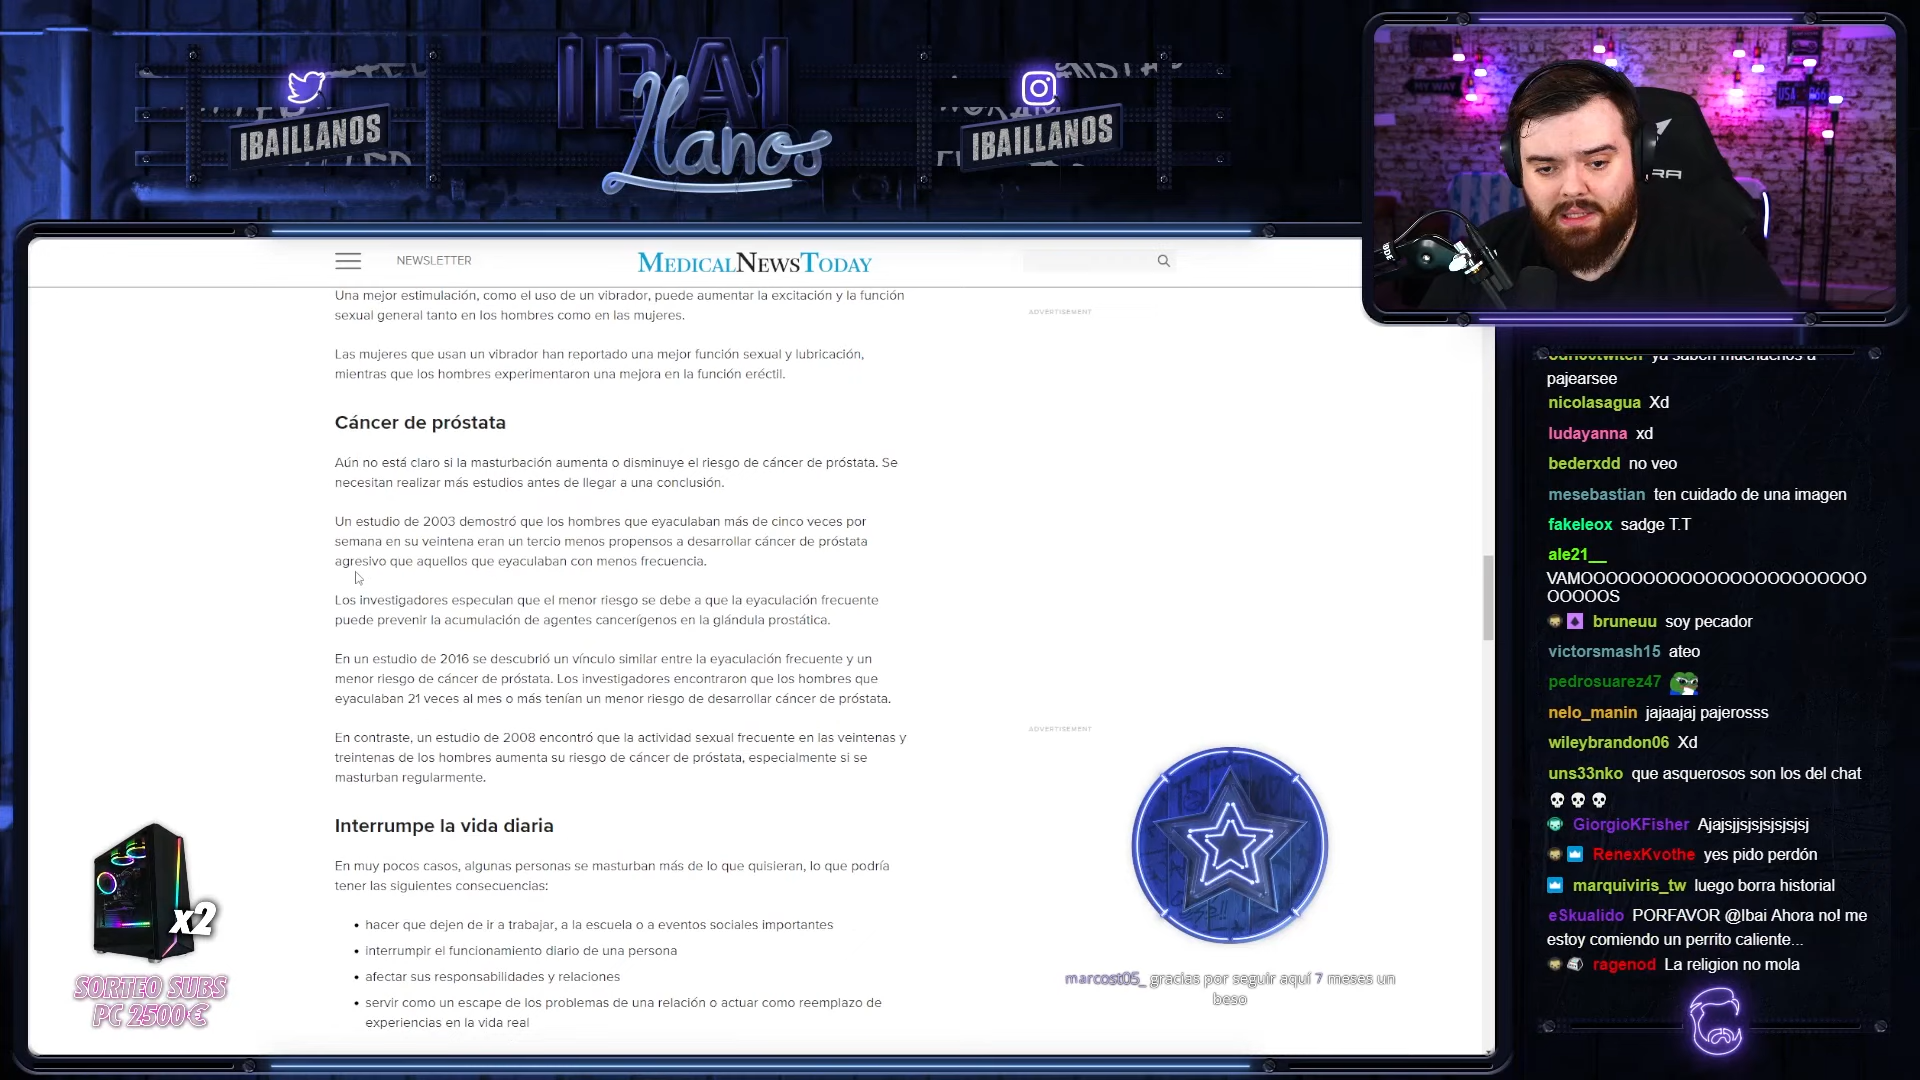 IBAI
Llanos
IBAILLANOS
IBAILLANOS
MY WAY
USA
NEWSLETTER
MEDICALNEWSTODAY
ADVERTISEMENT
Una mejor estimulación, como el uso de un vibrador, puede aumentar la excitación y la función
sexual general tanto en los hombres como en las mujeres.
Las mujeres que usan un vibrador han reportado una mejor función sexual y lubricación,
mientras que los hombres experimentaron una mejora en la función eréctil.
Cáncer de próstata
Aún no está claro si la masturbación aumenta o disminuye el riesgo de cáncer de próstata. Se
necesitan realizar más estudios antes de llegar a una conclusión.
Un estudio de 2003 demostró que los hombres que eyaculaban más de cinco veces por
semana en su veintena eran un tercio menos propensos a desarrollar cáncer de próstata
agresivo que aquellos que eyaculaban con menos frecuencia.
Los investigadores especulan que el menor riesgo se debe a que la eyaculación frecuente
puede prevenir la acumulación de agentes cancerígenos en la glándula prostática.
En un estudio de 2016 se descubrió un vínculo similar entre la eyaculación frecuente y un
menor riesgo de cáncer de próstata. Los investigadores encontraron que los hombres que
eyaculaban 21 veces al mes o más tenían un menor riesgo de desarrollar cáncer de próstata.
En contraste, un estudio de 2008 encontró que la actividad sexual frecuente en las veintenas y
treintenas de los hombres aumenta su riesgo de cáncer de próstata, especialmente si se
masturban regularmente.
Interrumpe la vida diaria
En muy pocos casos, algunas personas se masturban más de lo que quisieran, lo que podría
tener las siguientes consecuencias:
• hacer que dejen de ir a trabajar, a la escuela o a eventos sociales importantes
• interrumpir el funcionamiento diario de una persona
• afectar sus responsabilidades y relaciones
• servir como un escape de los problemas de una relación o actuar como reemplazo de
experiencias en la vida real
ADVERTISEMENT
marcost05_ gracias por seguir aquí 7 meses un
beso
x2
SORTEO SUBS
PC 2500€
ya saben muchachos a
pajearsee
nicolasagua Xd
ludayanna xd
bederxdd no veo
mesebastian ten cuidado de una imagen
fakeleox sadge T.T
ale21__
VAMOOOOOOOOOOOOOOOOOOOOOOO
OOOOOS
bruneuu soy pecador
victorsmash15 ateo
pedrosuarez47
nelo_manin jajaajaj pajerosss
wileybrandon06 Xd
uns33nko que asquerosos son los del chat
GiorgioKFisher Ajajsjjsjsjsjsjsjsj
RenexKvothe yes pido perdón
marquiviris_tw luego borra historial
eSkualido PORFAVOR @Ibai Ahora no! me
estoy comiendo un perrito caliente...
ragenod La religion no mola